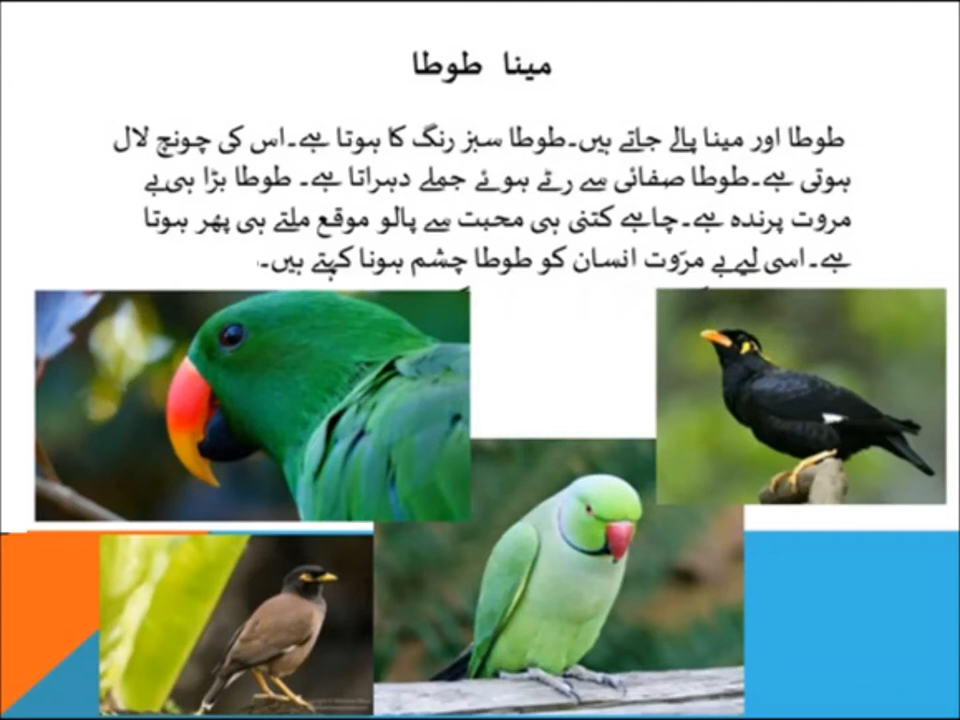 مینا طوطا
طوطا اور مینا پالے جاتے ہیں۔طوطا سبز رنگ کا ہوتا ہے۔اس کی چونچ لال
ہوتی ہے۔طوطا صفائی سے رٹے ہوئے جملے دہراتا ہے۔ طوطا بڑا ہی بے
مروت پرندہ ہے۔چاہے کتنی ہی محبت سے پالو موقع ملتے ہی پھر ہوتا
ہے۔اسی لیے بے مرّوت انسان کو طوطا چشم ہونا کہتے ہیں۔